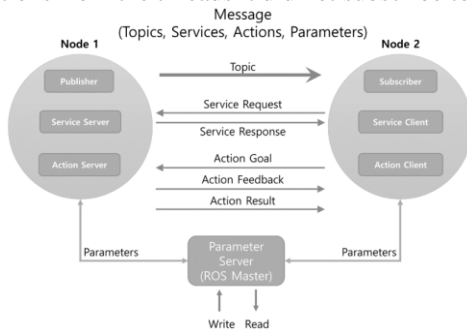 Message
(Topics, Services, Actions, Parameters)
Node 1
Node 2
Publisher
Topic
Subscriber
Service Request
Service Server
Service Client
Service Response
Action Goal
Action Server
Action Client
Action Feedback
Action Result
Parameters
Parameter
Server
(ROS Master)
Parameters
Write
Read